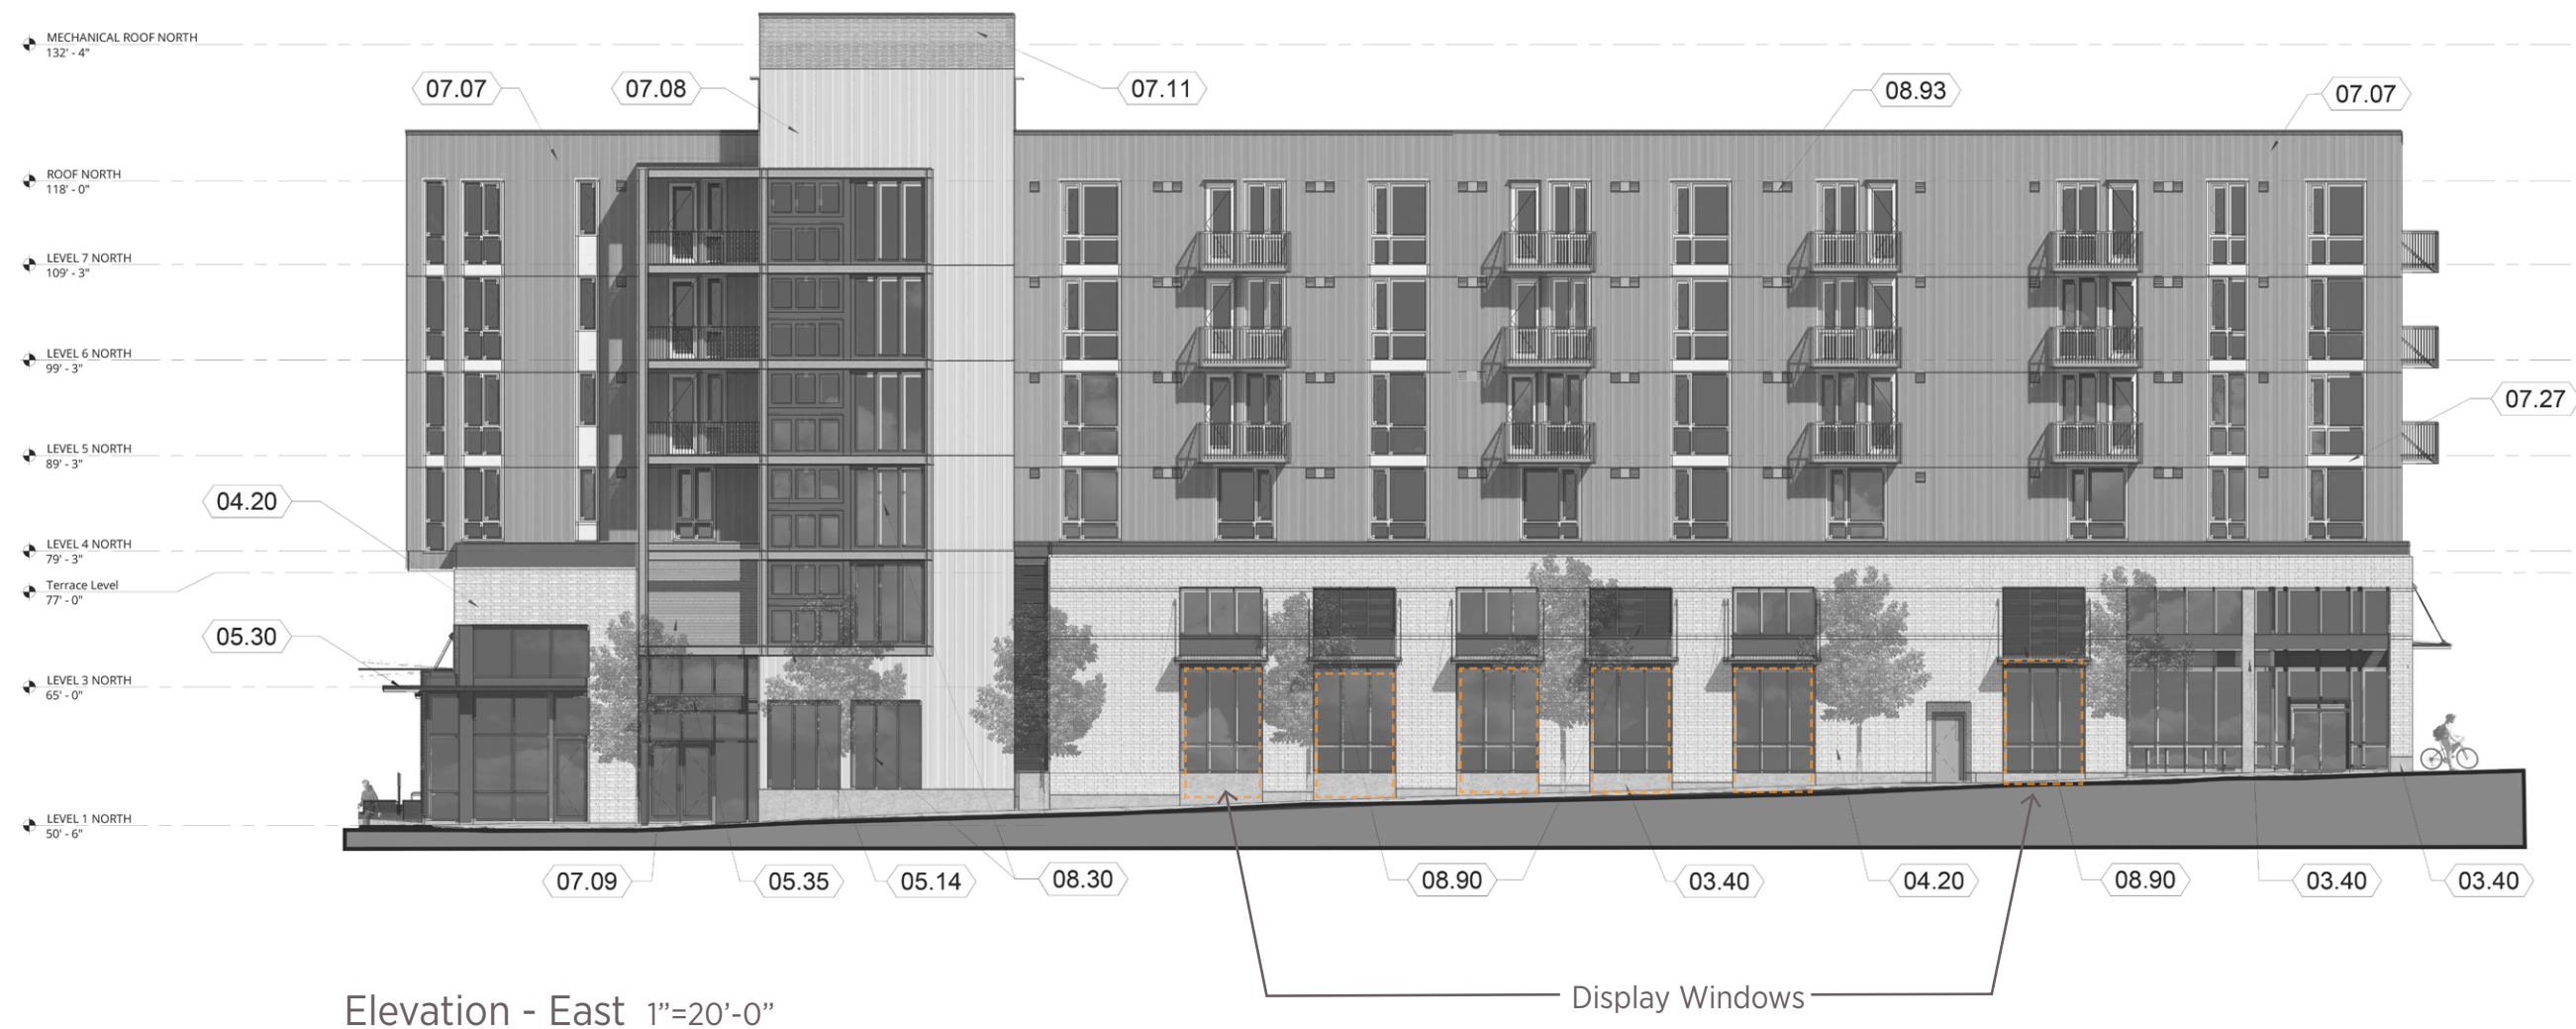 MECHANICAL ROOF NORTH
132' - 4"
07.07
07.08
07.11
08.93
07.07
ROOF NORTH
118' - 0"
LEVEL 7 NORTH
109' - 3"
LEVEL 6 NORTH
99' - 3"
07.27
LEVEL 5 NORTH
89' - 3"
04.20
LEVEL 4 NORTH
79' - 3"
Terrace Level
77' - 0"
05.30
LEVEL 3 NORTH
65' - 0"
LEVEL 1 NORTH
50' - 6"
07.09
05.35
05.14
08.30
08.90
03.40
04.20
08.90
03.40
03.40
Display Windows
Elevation - East 1”=20’-0”